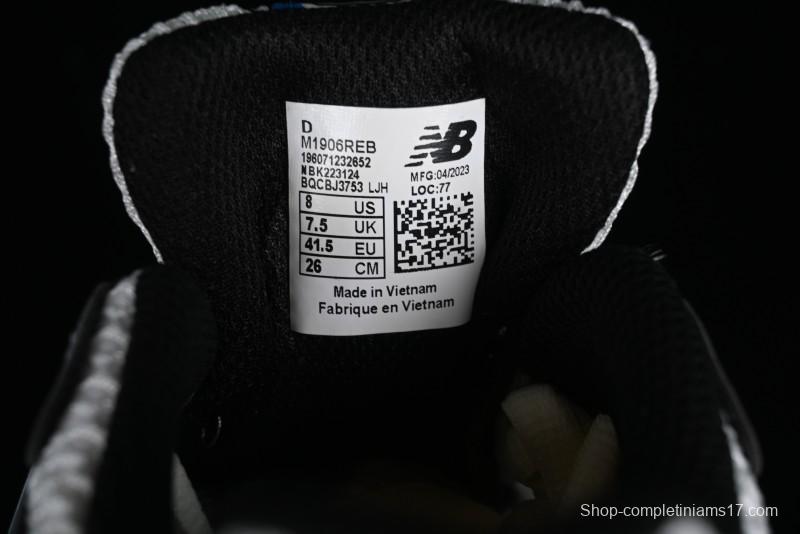 D
M1906REB
196071232652
NBK223124
BQCBJ3753 LJH
NB
MFG:04/2023
LOC:77
8 US
7.5 UK
41.5 EU
26 CM
Made in Vietnam
Fabrique en Vietnam
Shop-completiniams17.com